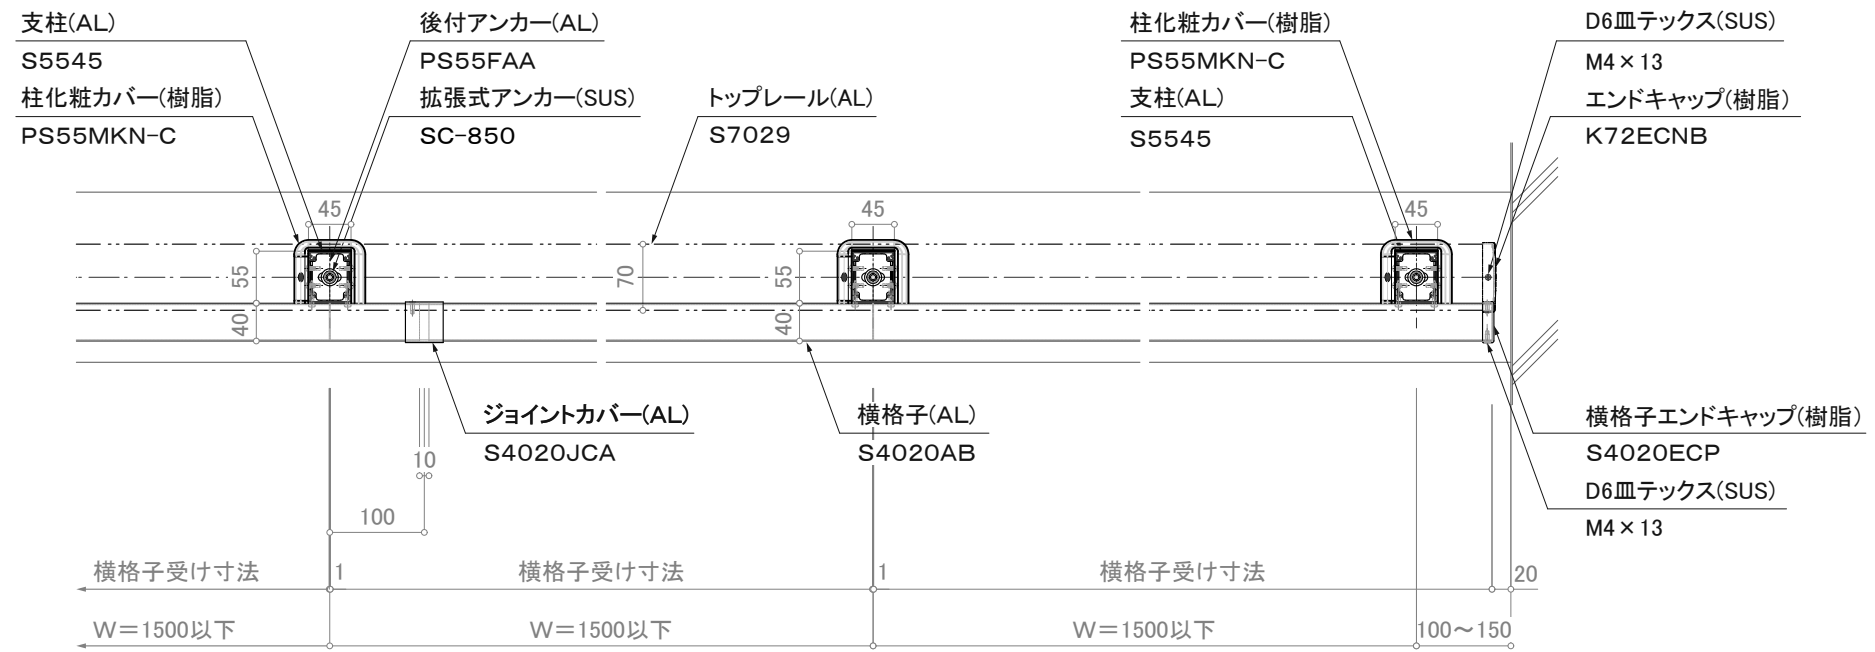 支柱(AL)
S5545
柱化粧カバー(樹脂)
PS55MKN-C
後付アンカー(AL)
PS55FAA
拡張式アンカー(SUS)
SC-850
トップレール(AL)
S7029
柱化粧カバー(樹脂)
PS55MKN-C
支柱(AL)
S5545
D6皿テックス(SUS)
M4×13
エンドキャップ(樹脂)
K72ECNB
45
45
45
55
40
70
55
40
ジョイントカバー(AL)
S4020JCA
横格子(AL)
S4020AB
横格子エンドキャップ(樹脂)
S4020ECP
D6皿テックス(SUS)
M4×13
10
100
横格子受け寸法
1
横格子受け寸法
1
横格子受け寸法
20
W=1500以下
W=1500以下
W=1500以下
100~150